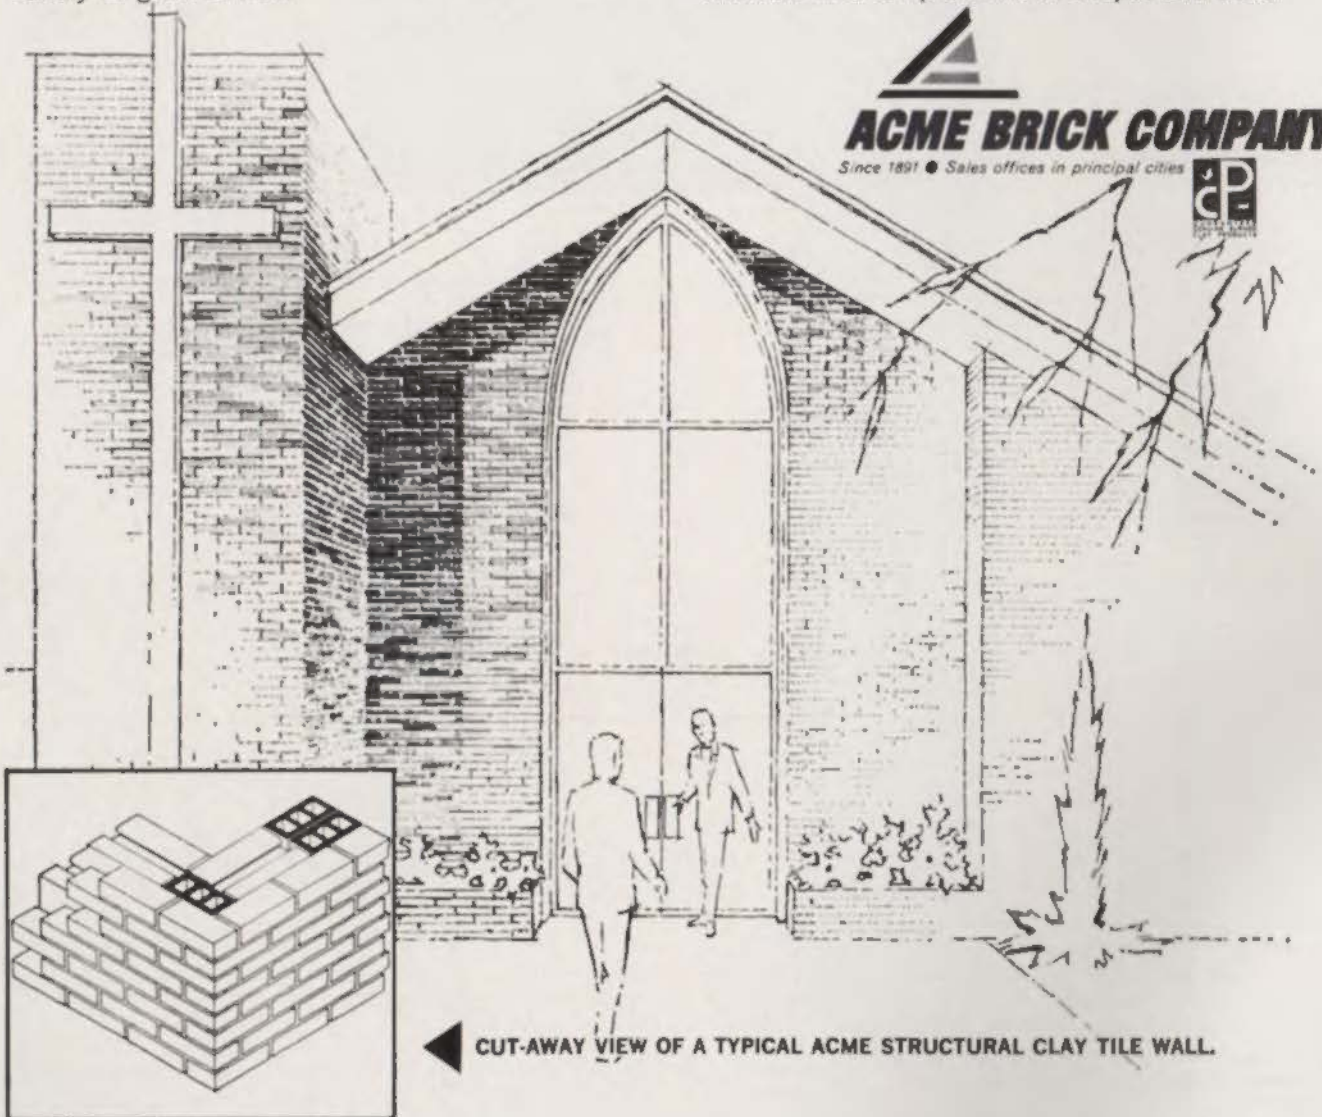 ACME BRICK COMPANY
Since 1891 ● Sales offices in principal cities
CUT-AWAY VIEW OF A TYPICAL ACME STRUCTURAL CLAY TILE WALL.